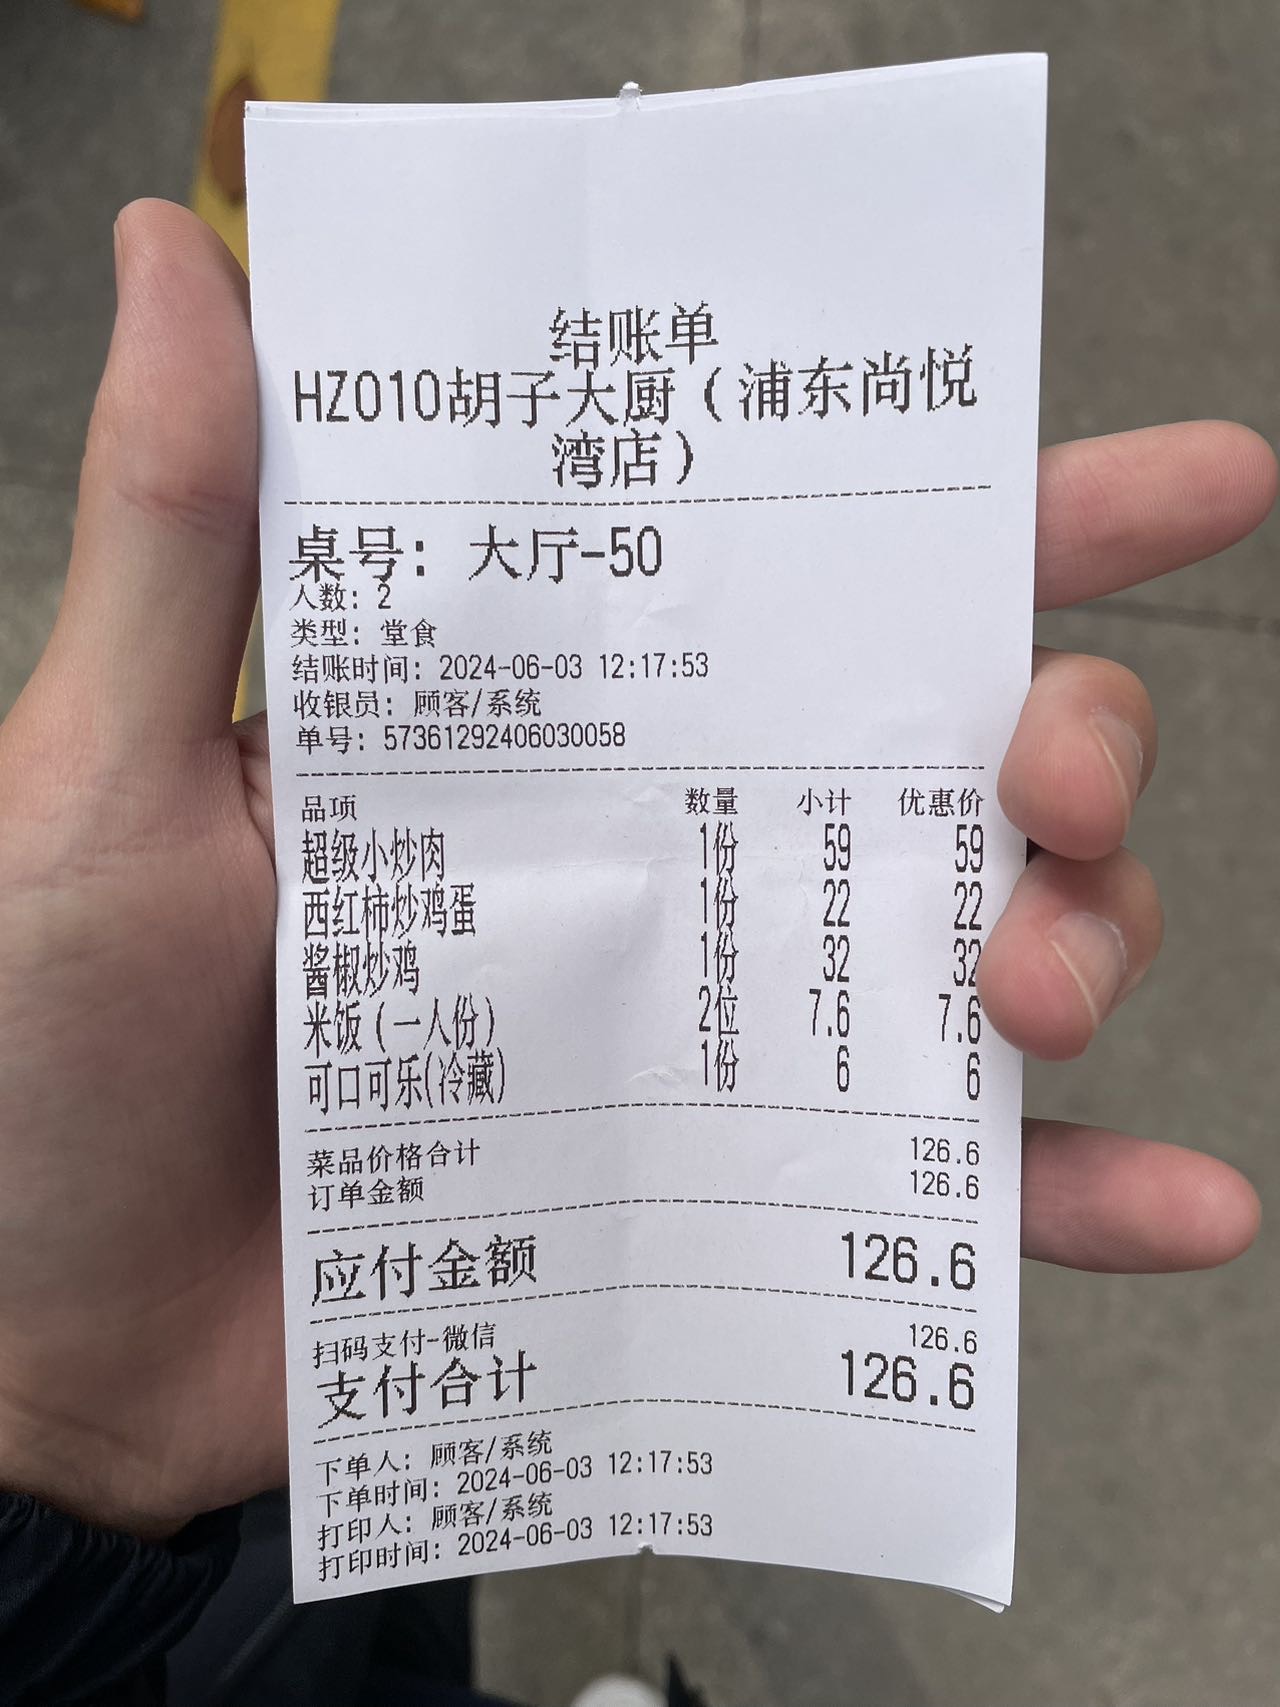 结账单
HZ010胡子大厨（浦东尚悦
湾店）
桌号: 大厅-50
人数: 2
类型: 堂食
结账时间: 2024-06-03 12:17:53
收银员: 顾客/系统
单号: 57361292406030058
品项 数量 小计 优惠价
超级小炒肉 1份 59 59
西红柿炒鸡蛋 1份 22 22
酱椒炒鸡 1份 32 32
米饭（一人份） 2位 7.6 7.6
可口可乐(冷藏) 1份 6 6
菜品价格合计 126.6
订单金额 126.6
应付金额 126.6
扫码支付-微信 126.6
支付合计 126.6
下单人: 顾客/系统
下单时间: 2024-06-03 12:17:53
打印人: 顾客/系统
打印时间: 2024-06-03 12:17:53